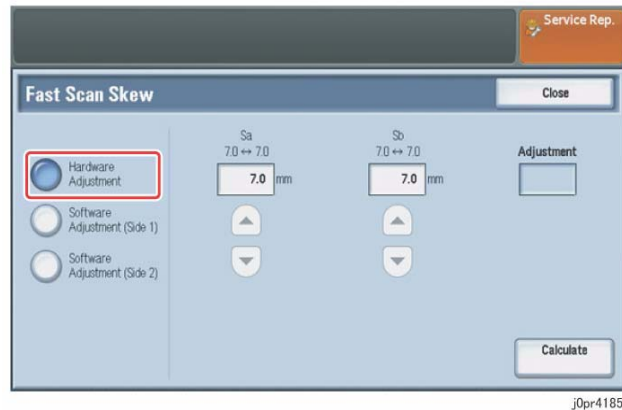 Service Rep.
Fast Scan Skew
Close
Hardware
Adjustment
Software
Adjustment (Side 1)
Software
Adjustment (Side 2)
Sa
7.0 ↔ 7.0
7.0 mm
Sb
7.0 ↔ 7.0
7.0 mm
Adjustment
Calculate
j0pr4185